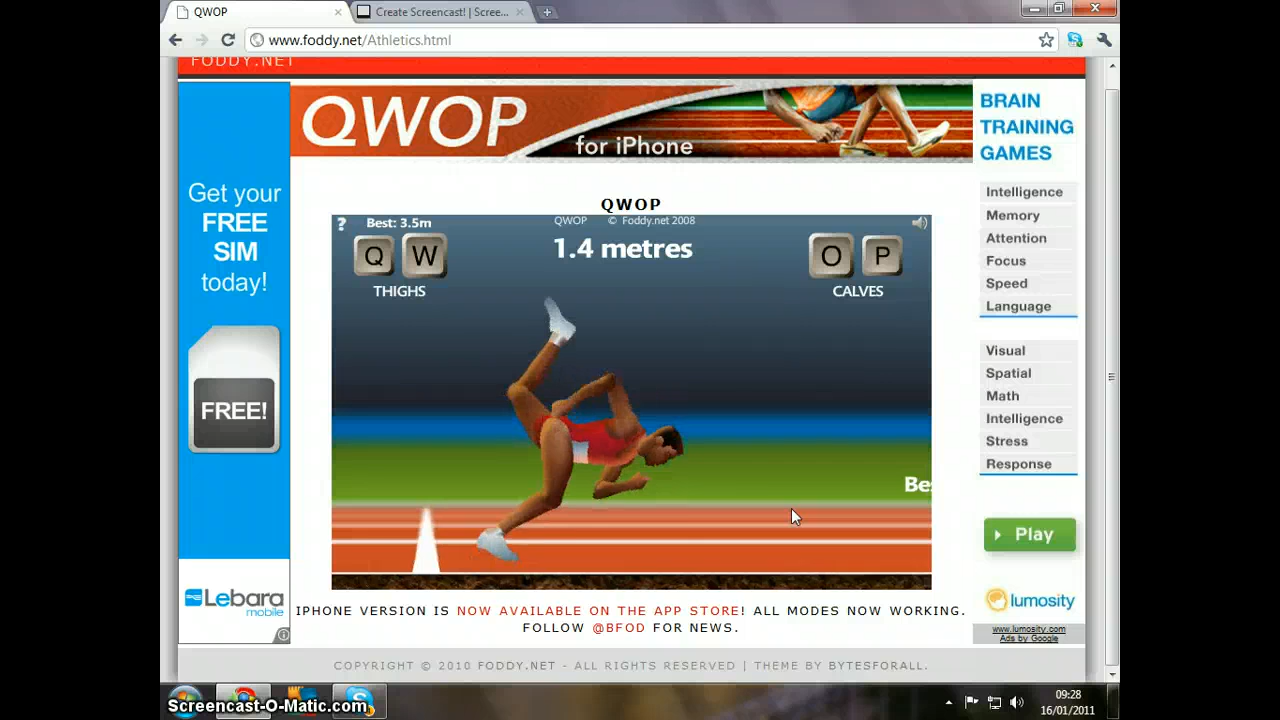 QWOP
Create Screencast! | Scree...
www.foddy.net/Athletics.html
FODDY.NET
QWOP
for iPhone
Get your
FREE
SIM
today!
FREE!
Lebara
mobile
QWOP
Best: 3.5m
QWOP © Foddy.net 2008
1.4 metres
Q W
THIGHS
O P
CALVES
Be
BRAIN
TRAINING
GAMES
Intelligence
Memory
Attention
Focus
Speed
Language
Visual
Spatial
Math
Intelligence
Stress
Response
Play
lumosity
www.lumosity.com
Ads by Google
IPHONE VERSION IS NOW AVAILABLE ON THE APP STORE! ALL MODES NOW WORKING.
FOLLOW @BFOD FOR NEWS.
COPYRIGHT © 2010 FODDY.NET - ALL RIGHTS RESERVED | THEME BY BYTESFORALL.
Screencast-O-Matic.com
09:28
16/01/2011